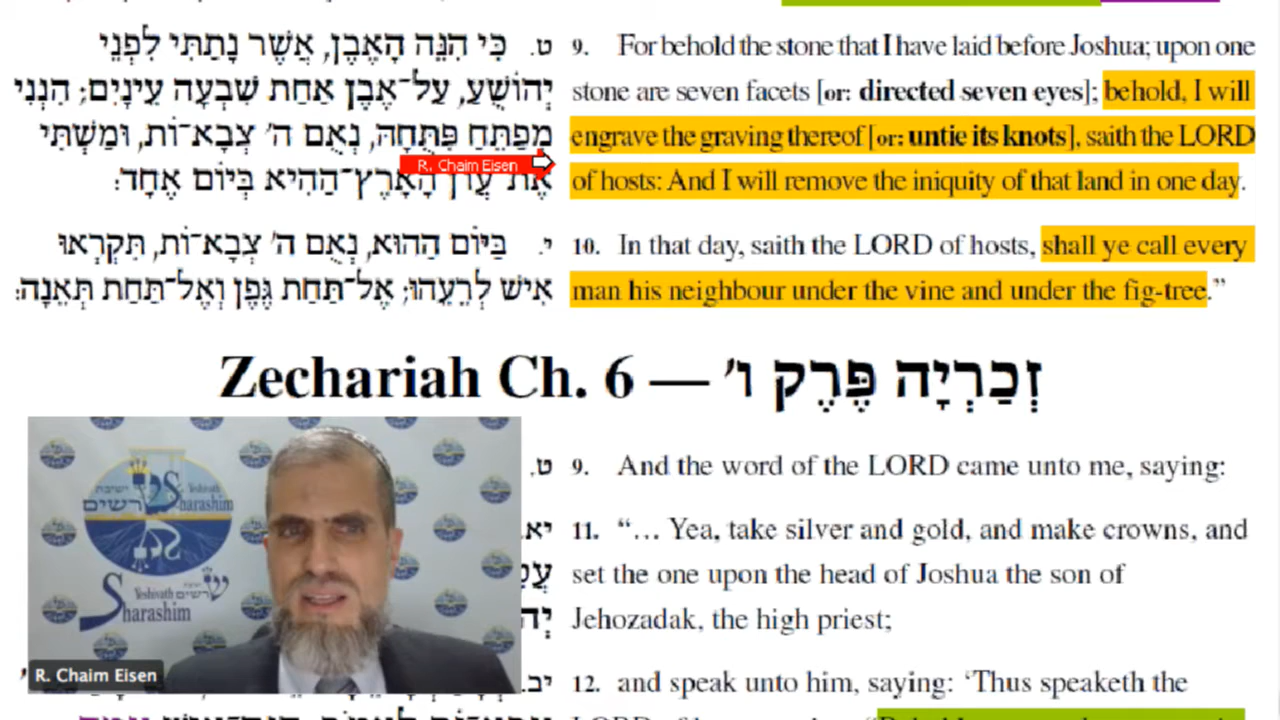 ט. כִּי הִנֵּה הָאֶבֶן, אֲשֶׁר נָתַתִּי לִפְנֵי
יְהוֹשֻׁעַ, עַל־אֶבֶן אַחַת שִׁבְעָה עֵינָיִם; הִנְנִי
מְפַתֵּחַ פִּתֻּחָהּ, נְאֻם ה׳ צְבָא־וֹת, וּמַשְׁתִּי
אֶת־עֲוֺן הָאָרֶץ־הַהִיא בְּיוֹם אֶחָד:
9. For behold the stone that I have laid before Joshua; upon one
stone are seven facets [or: directed seven eyes]; behold, I will
engrave the graving thereof [or: untie its knots], saith the LORD
of hosts: And I will remove the iniquity of that land in one day.
R. Chaim Eisen
י. בַּיּוֹם הַהוּא, נְאֻם ה׳ צְבָא־וֹת, תִּקְרְאוּ
אִישׁ לְרֵעֵהוּ; אֶל־תַּחַת גֶּפֶן וְאֶל־תַּחַת תְּאֵנָה:
10. In that day, saith the LORD of hosts, shall ye call every
man his neighbour under the vine and under the fig-tree.”
Zechariah Ch. 6 — זְכַרְיָה פֶּרֶק ו׳
ט.
9. And the word of the LORD came unto me, saying:
יא.
11. “… Yea, take silver and gold, and make crowns, and
set the one upon the head of Joshua the son of
Jehozadak, the high priest;
יב.
12. and speak unto him, saying: ‘Thus speaketh the
ישיבת
שרשים
Yeshivath
Sharashim
Yeshivath
Sharashim
שרשים
R. Chaim Eisen